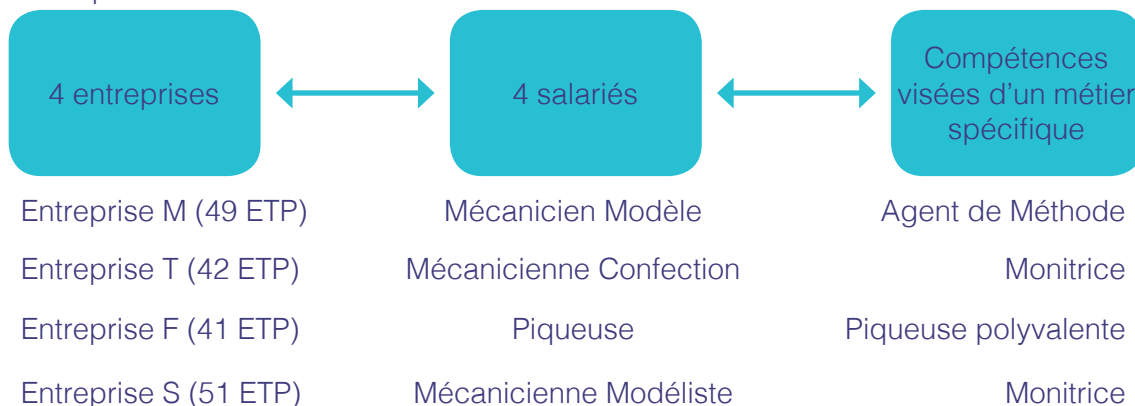 4 entreprises
4 salariés
Compétences
visées d'un métier
spécifique
Entreprise M (49 ETP) Mécanicien Modèle Agent de Méthode
Entreprise T (42 ETP) Mécanicienne Confection Monitrice
Entreprise F (41 ETP) Piqueuse Piqueuse polyvalente
Entreprise S (51 ETP) Mécanicienne Modéliste Monitrice